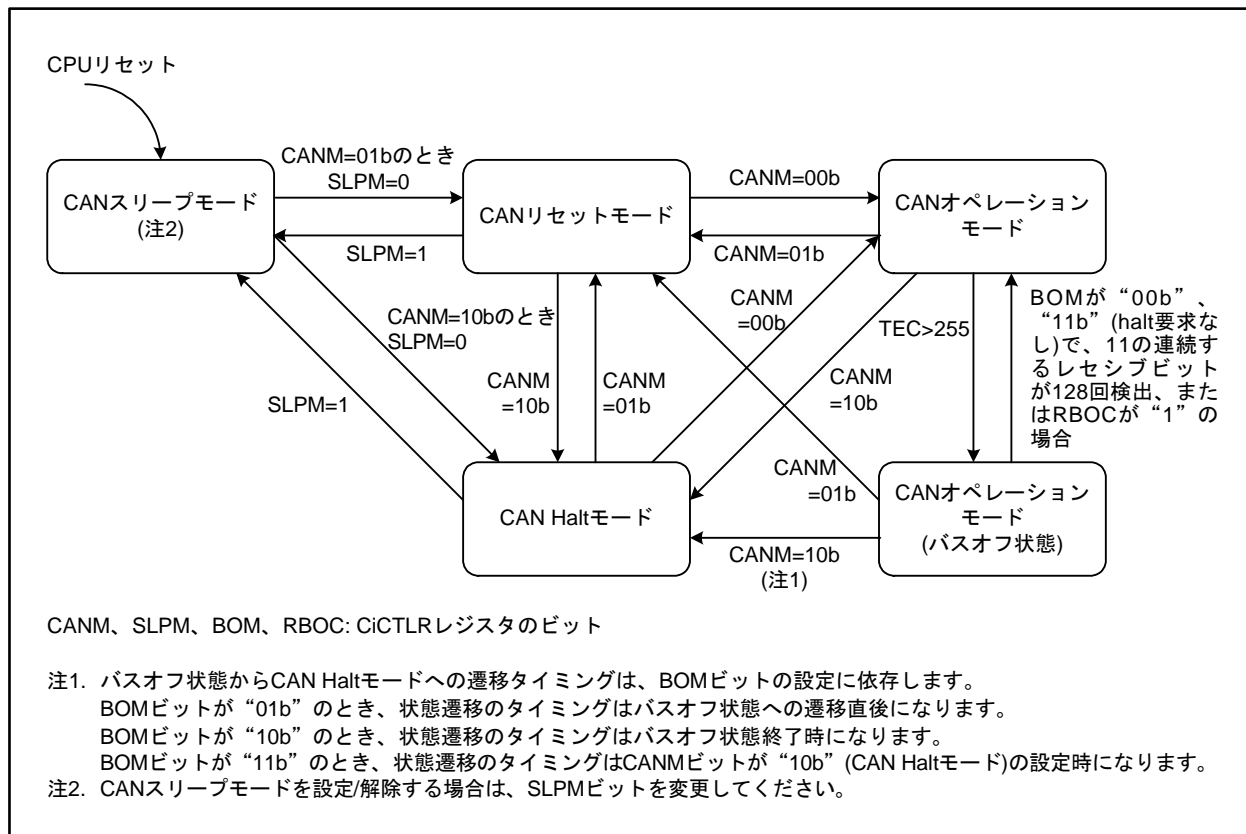 CPUリセット
CANスリープモード
(注2)
CANM=01bのとき
SLPM=0
SLPM=1
CANリセットモード
CANM=00b
CANM=01b
CANオペレーション
モード
CANM=10bのとき
SLPM=0
SLPM=1
CANM
=10b
CANM
=01b
CANM
=00b
CANM
=10b
TEC>255
BOMが“00b”、
“11b”(halt要求な
し)で、11の連続す
るレセシブビット
が128回検出、また
はRBOCが“1”の
場合
CANM
=01b
CAN Haltモード
CANM=10b
(注1)
CANオペレーション
モード
(バスオフ状態)
CANM、SLPM、BOM、RBOC: CiCTLRレジスタのビット
注1. バスオフ状態からCAN Haltモードへの遷移タイミングは、BOMビットの設定に依存します。
BOMビットが“01b”のとき、状態遷移のタイミングはバスオフ状態への遷移直後になります。
BOMビットが“10b”のとき、状態遷移のタイミングはバスオフ状態終了時になります。
BOMビットが“11b”のとき、状態遷移のタイミングはCANMビットが“10b”(CAN Haltモード)の設定時になります。
注2. CANスリープモードを設定/解除する場合は、SLPMビットを変更してください。